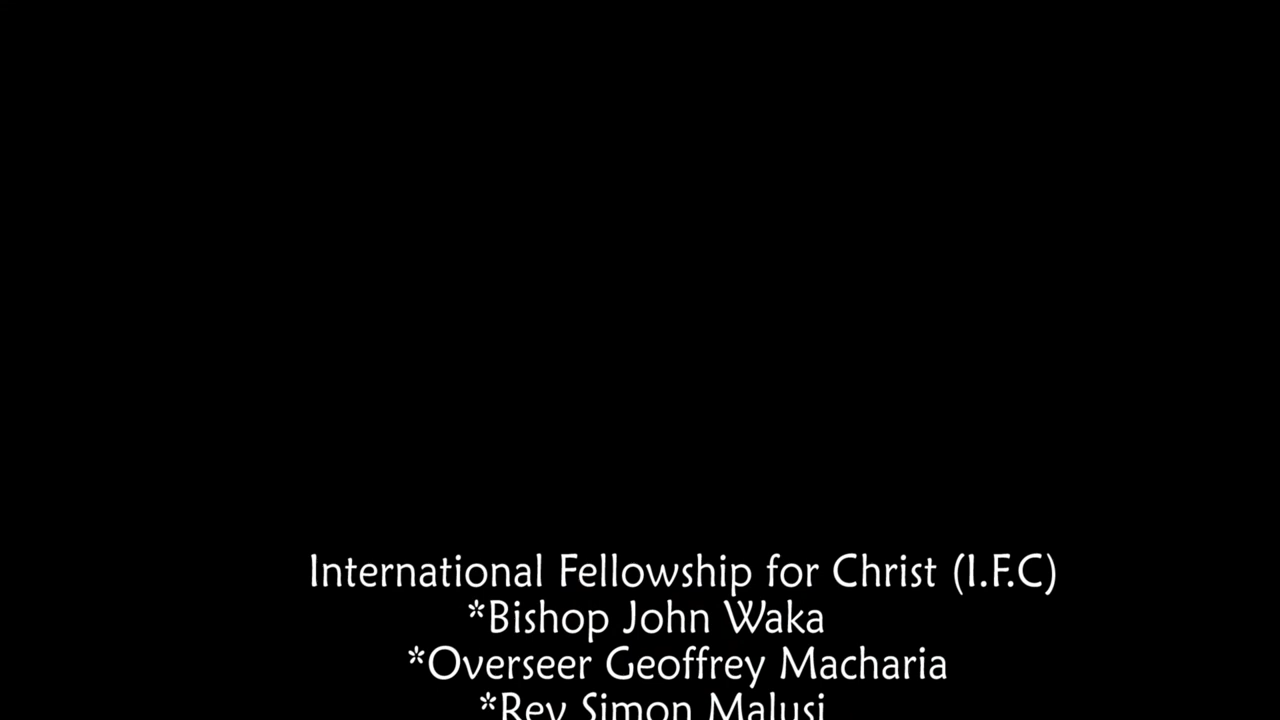 International Fellowship for Christ (I.F.C)
*Bishop John Waka
*Overseer Geoffrey Macharia
*Rev Simon Malusi